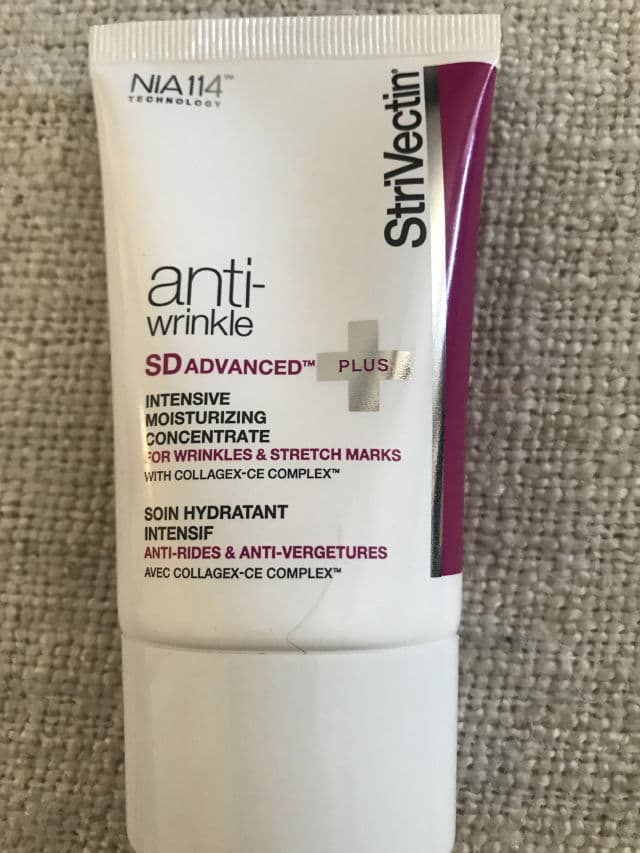 NIA114™
TECHNOLOGY
StriVectin®
anti-
wrinkle
SD ADVANCED™ PLUS
INTENSIVE
MOISTURIZING
CONCENTRATE
FOR WRINKLES & STRETCH MARKS
WITH COLLAGEX-CE COMPLEX™
SOIN HYDRATANT
INTENSIF
ANTI-RIDES & ANTI-VERGETURES
AVEC COLLAGEX-CE COMPLEX™